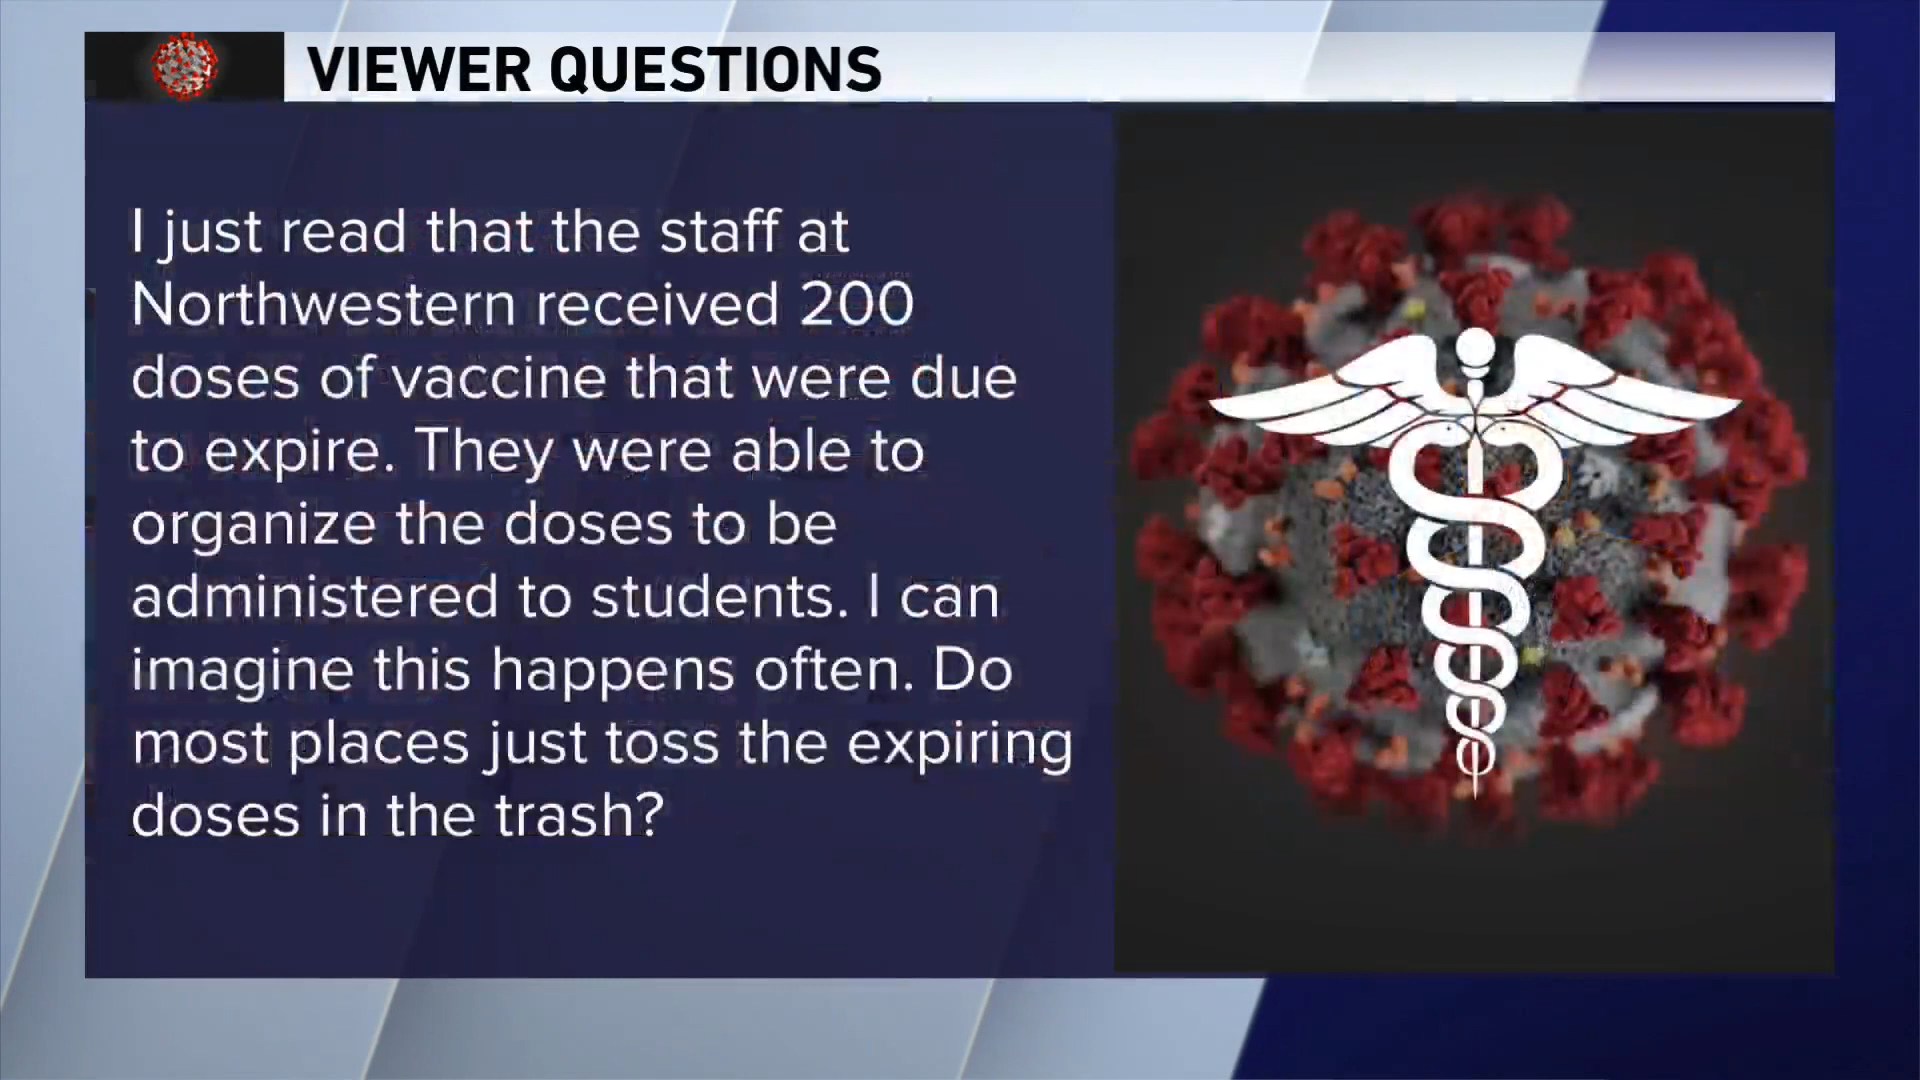 VIEWER QUESTIONS
I just read that the staff at
Northwestern received 200
doses of vaccine that were due
to expire. They were able to
organize the doses to be
administered to students. I can
imagine this happens often. Do
most places just toss the expiring
doses in the trash?